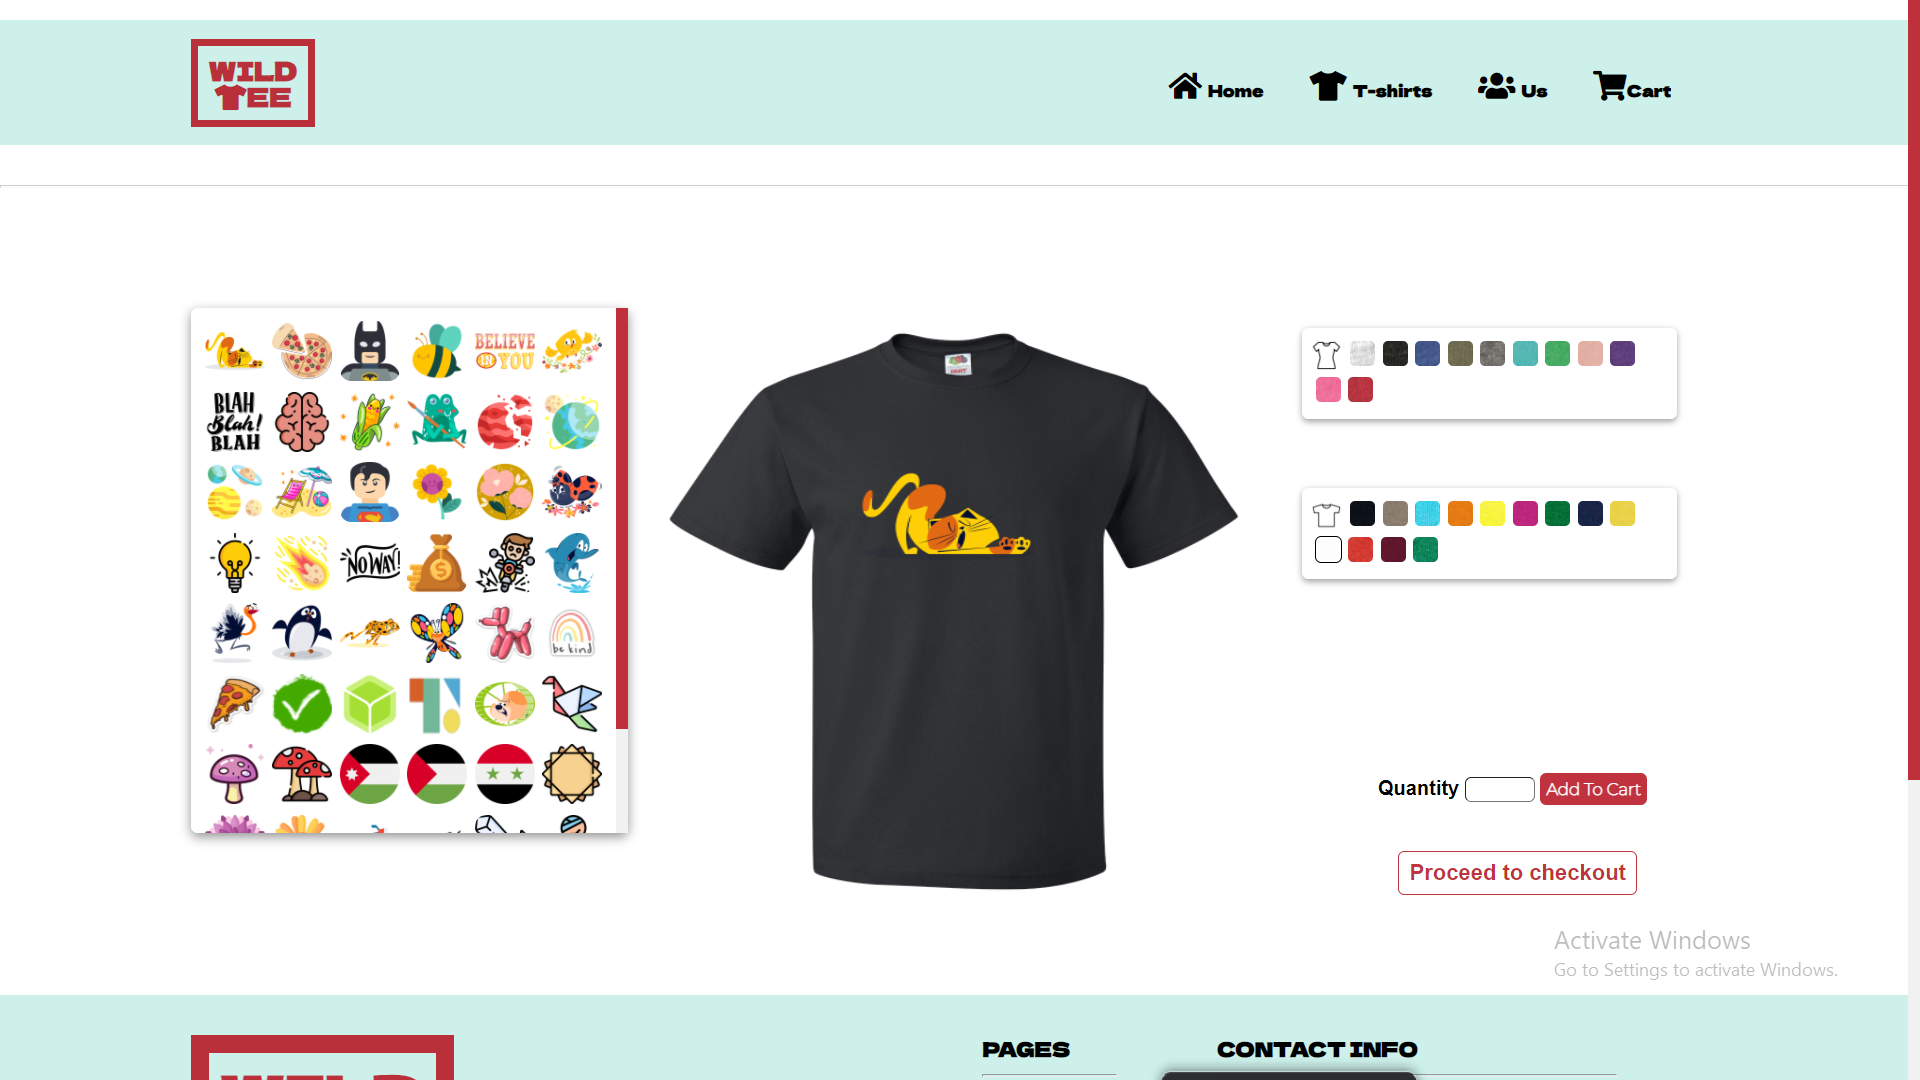 WILD
TEE
Home
T-shirts
Us
Cart
BELIEVE
IN YOU
BLAH
Blah!
BLAH
NO WAY!
be kind
Quantity
Add To Cart
Proceed to checkout
Activate Windows
Go to Settings to activate Windows.
PAGES
CONTACT INFO